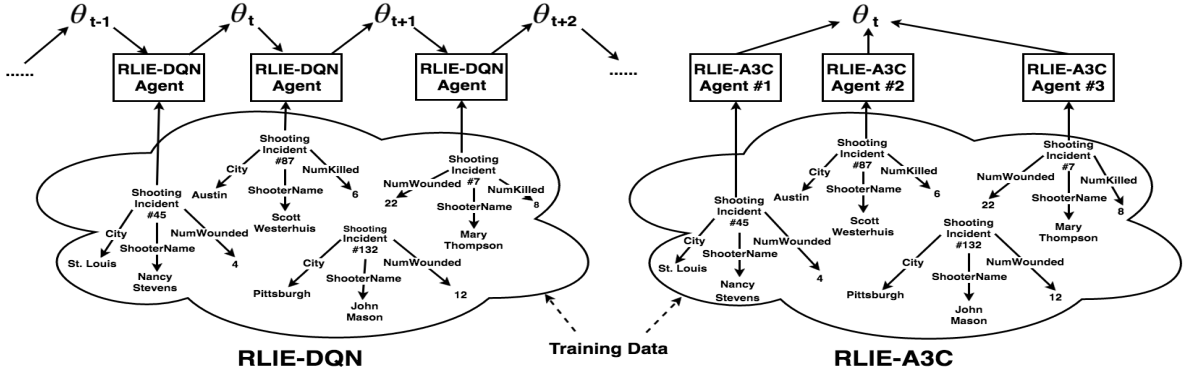 θ t-1
θ t
θ t+1
θ t+2
......
......
RLIE-DQN
Agent
RLIE-DQN
Agent
RLIE-DQN
Agent
Shooting
Incident
#45
City
St. Louis
ShooterName
Nancy
Stevens
NumWounded
4
Shooting
Incident
#87
City
Austin
ShooterName
Scott
Westerhuis
NumKilled
6
Shooting
Incident
#132
City
Pittsburgh
ShooterName
John
Mason
NumWounded
12
Shooting
Incident
#7
NumWounded
22
ShooterName
Mary
Thompson
NumKilled
8
RLIE-DQN
Training Data
θ t
RLIE-A3C
Agent #1
RLIE-A3C
Agent #2
RLIE-A3C
Agent #3
Shooting
Incident
#45
City
St. Louis
ShooterName
Nancy
Stevens
NumWounded
4
Shooting
Incident
#87
City
Austin
ShooterName
Scott
Westerhuis
NumKilled
6
Shooting
Incident
#132
City
Pittsburgh
ShooterName
John
Mason
NumWounded
12
Shooting
Incident
#7
NumWounded
22
ShooterName
Mary
Thompson
NumKilled
8
RLIE-A3C